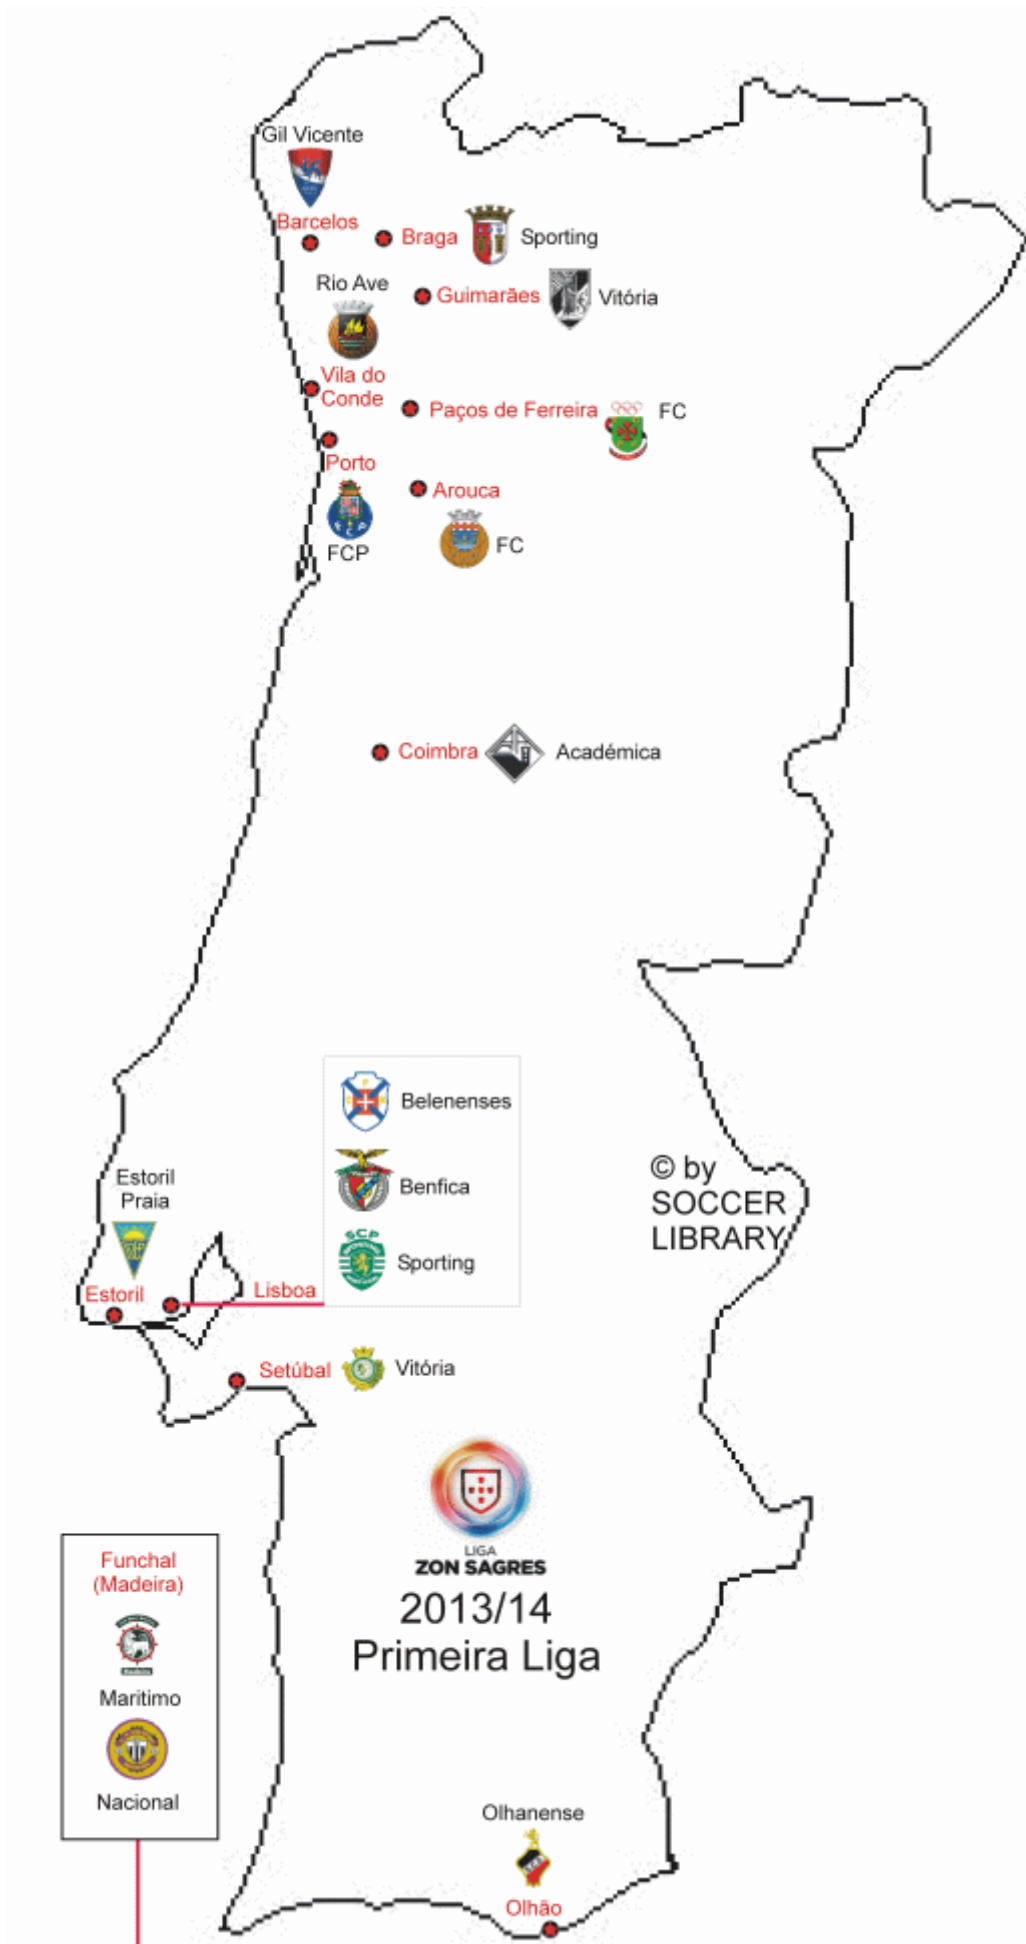 Gil Vicente
Barcelos
Braga
Sporting
Rio Ave
Guimarães
Vitória
Vila do
Conde
Paços de Ferreira
FC
Porto
FCP
Arouca
FC
Coimbra
Académica
Belenenses
Benfica
SCP
Sporting
Estoril
Praia
Estoril
Lisboa
© by
SOCCER
LIBRARY
Setúbal
Vitória
LIGA
ZON SAGRES
2013/14
Primeira Liga
Funchal
(Madeira)
Maritimo
Nacional
Olhanense
Olhão